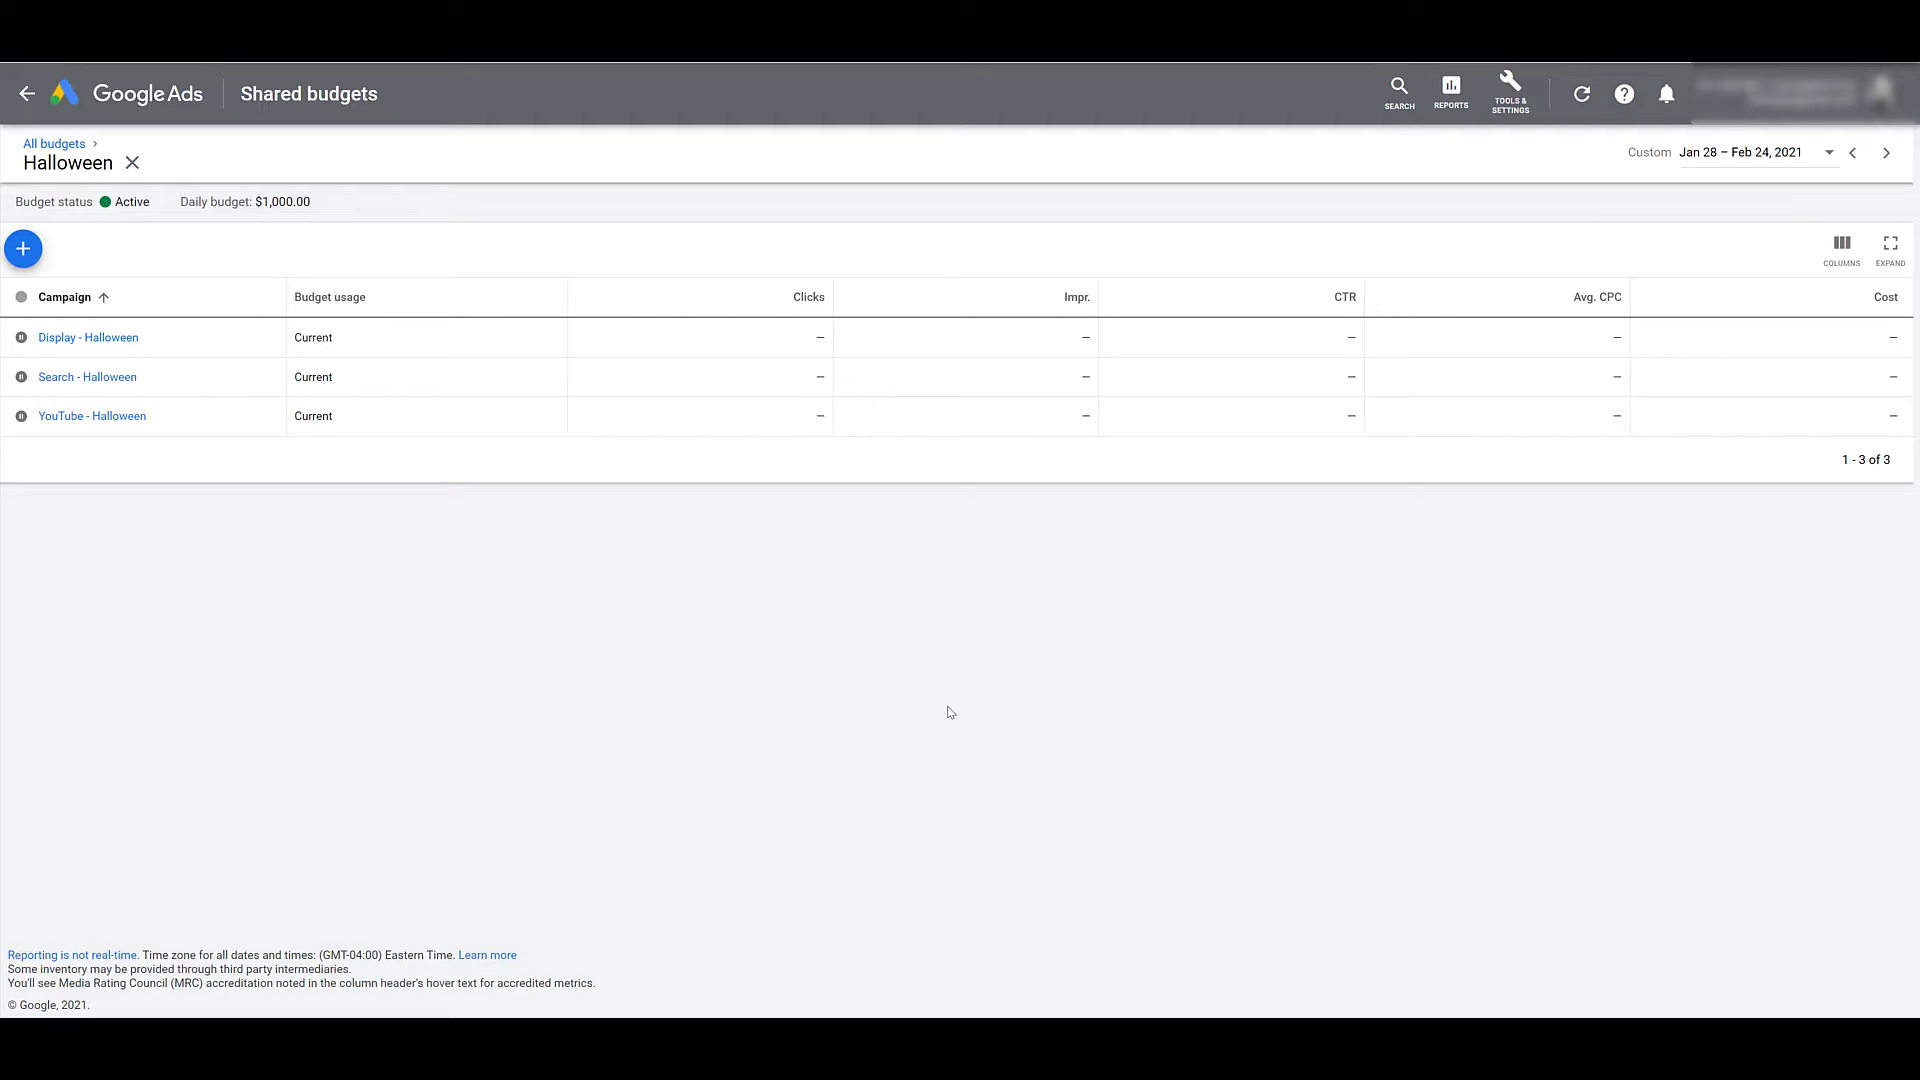 Google Ads
Shared budgets
SEARCH
REPORTS
TOOLS &
SETTINGS
All budgets
Halloween
Custom Jan 28 – Feb 24, 2021
Budget status Active Daily budget: $1,000.00
COLUMNS
EXPAND
Campaign Budget usage Clicks Impr. CTR Avg. CPC Cost
Display - Halloween Current — — — — —
Search - Halloween Current — — — — —
YouTube - Halloween Current — — — — —
1 - 3 of 3
Reporting is not real-time. Time zone for all dates and times: (GMT-04:00) Eastern Time. Learn more
Some inventory may be provided through third party intermediaries.
You'll see Media Rating Council (MRC) accreditation noted in the column header's hover text for accredited metrics.
© Google, 2021.